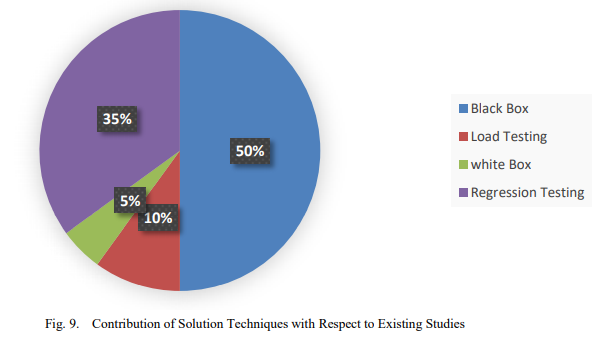 35%
50%
5%
10%
Black Box
Load Testing
white Box
Regression Testing
Fig. 9. Contribution of Solution Techniques with Respect to Existing Studies